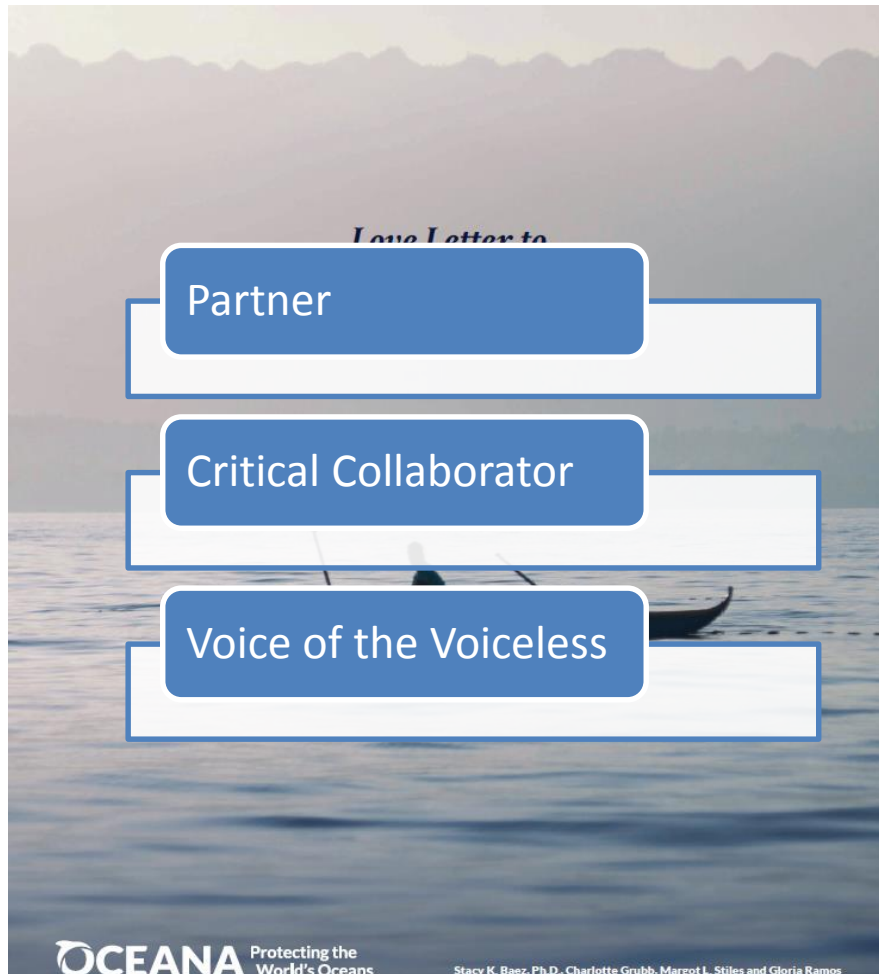 Love Letter to
Partner
Critical Collaborator
Voice of the Voiceless
OCEANA Protecting the
World's Oceans
Stacy K. Baez, Ph.D., Charlotte Grubb, Margot L. Stiles and Gloria Ramos